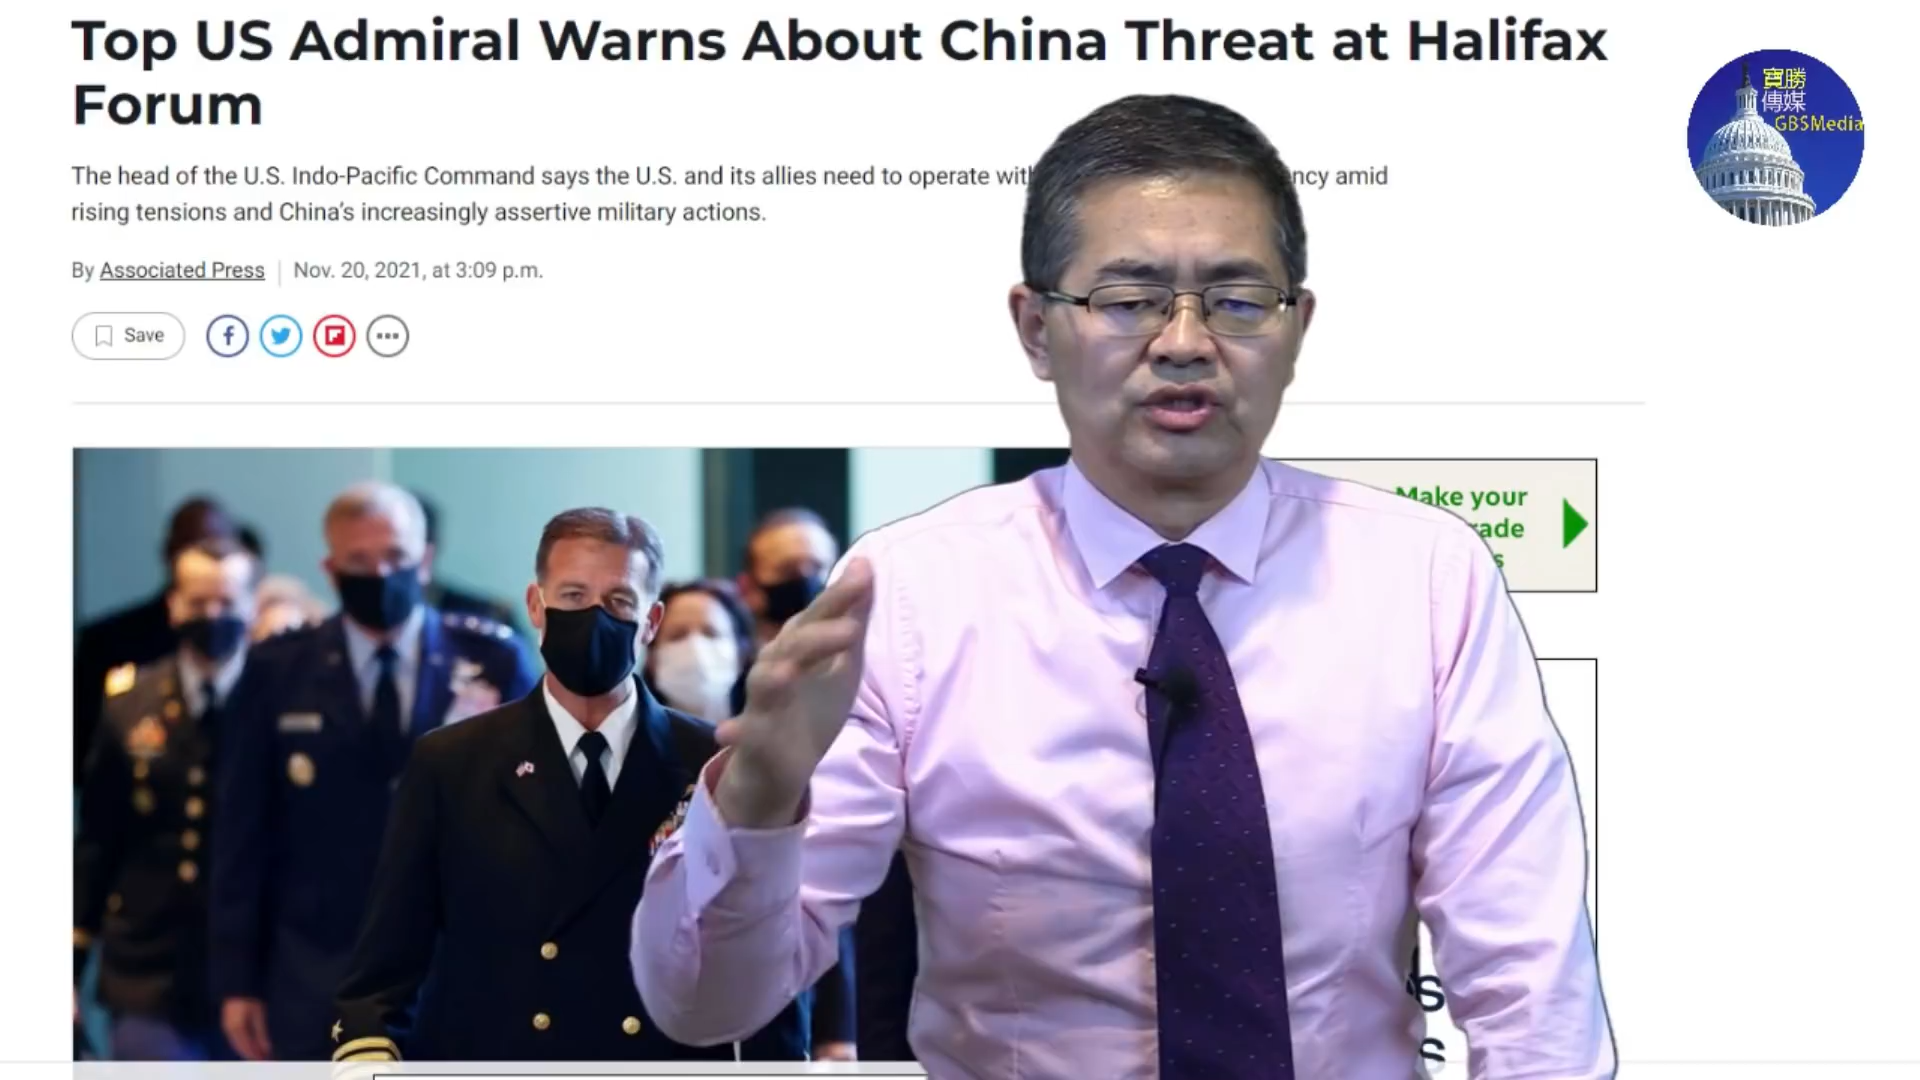 Top US Admiral Warns About China Threat at Halifax
Forum
The head of the U.S. Indo-Pacific Command says the U.S. and its allies need to operate amid
rising tensions and China's increasingly assertive military actions.
By Associated Press | Nov. 20, 2021, at 3:09 p.m.
Save
寶勝
傳媒
GBSMedia
Make your